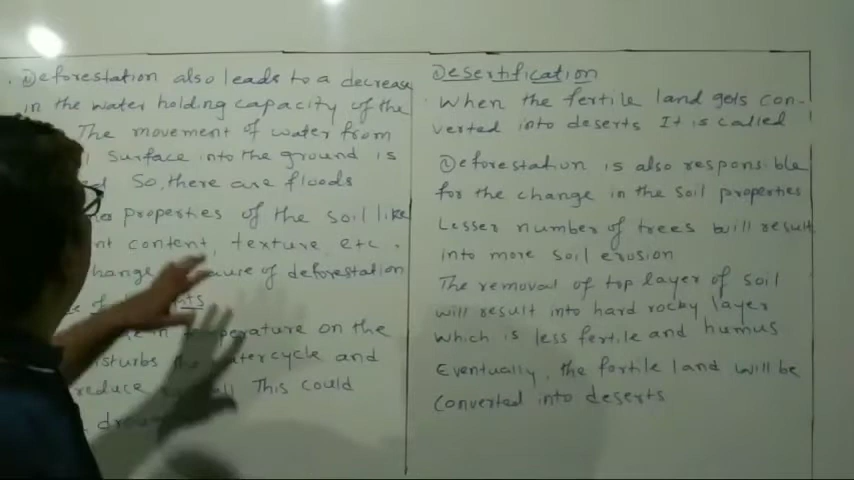 Deforestation also leads to a decrease
in the water holding capacity of the
The movement of water from
surface into the ground is
So, there are floods
properties of the soil like
content, texture etc.
of deforestation
of
temperature on the
the watercycle and
reduce This could
Desertification
When the fertile land gets con-
verted into deserts It is called
Deforestation is also responsible
for the change in the soil properties
Lesser number of trees will result
into more soil erosion
The removal of top layer of soil
will result into hard rocky layer
which is less fertile and humus
Eventually, the fertile land will be
converted into deserts